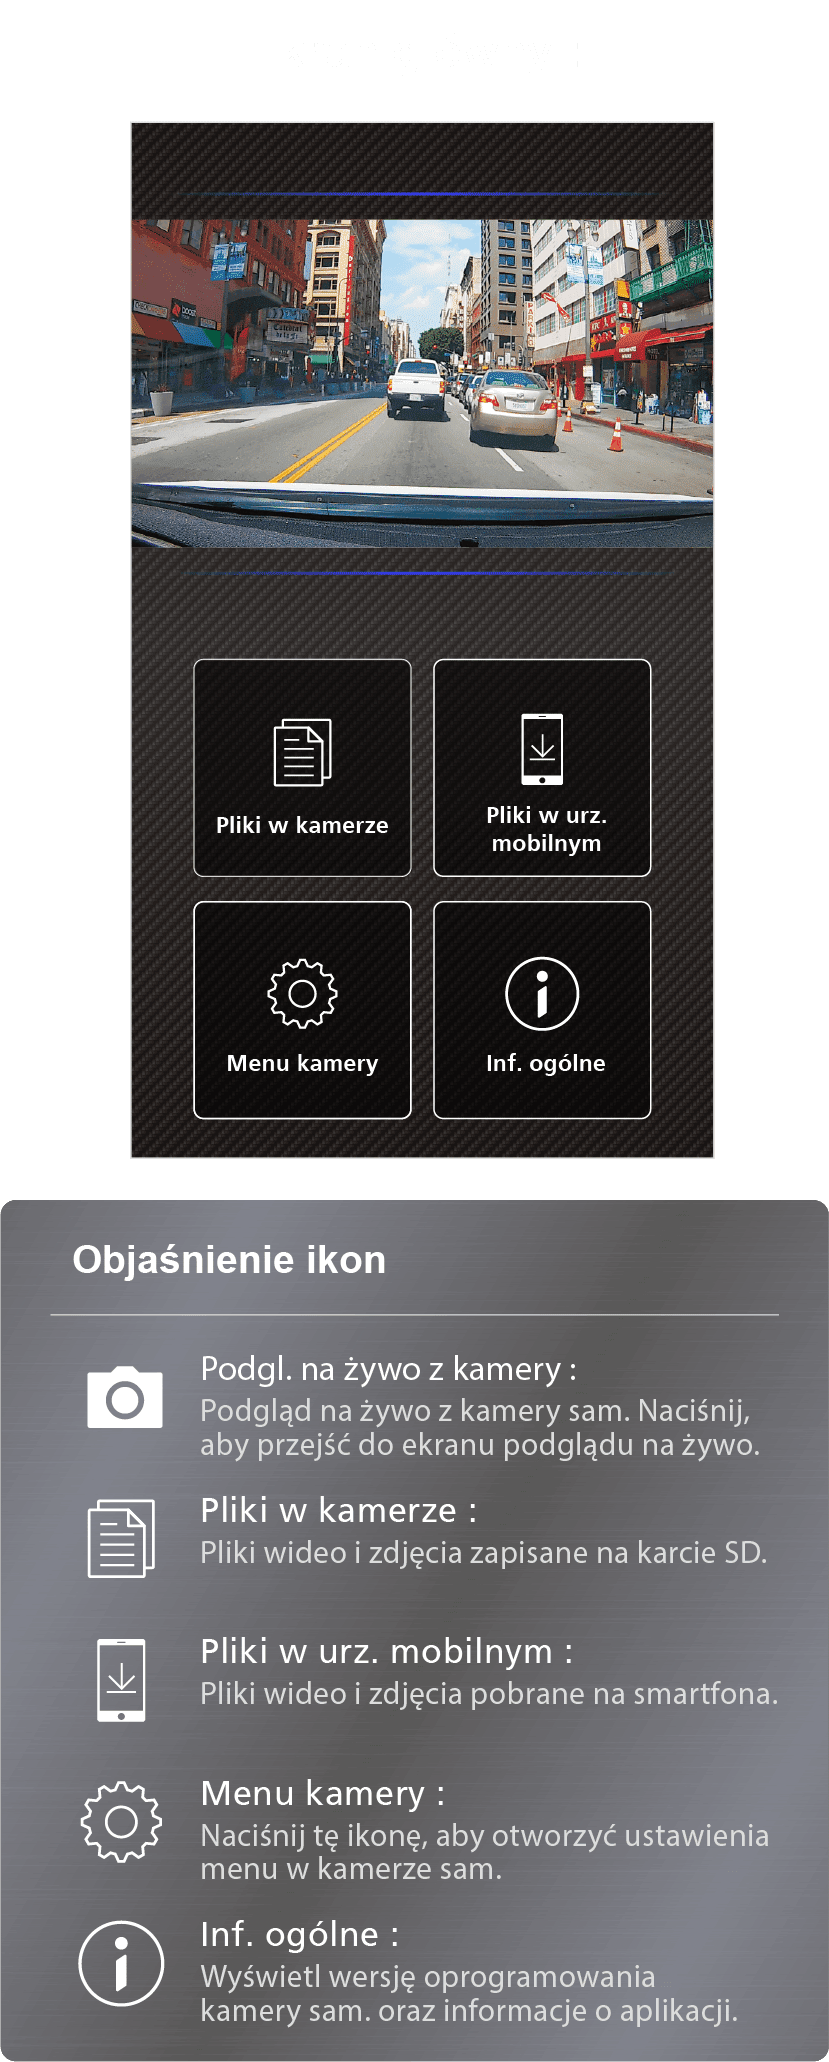 Pliki w kamerze
Pliki w urz.
mobilnym
Menu kamery
Inf. ogólne
Objaśnienie ikon
Podgl. na żywo z kamery :
Podgląd na żywo z kamery sam. Naciśnij,
aby przejść do ekranu podglądu na żywo.
Pliki w kamerze :
Pliki wideo i zdjęcia zapisane na karcie SD.
Pliki w urz. mobilnym :
Pliki wideo i zdjęcia pobrane na smartfona.
Menu kamery :
Naciśnij tę ikonę, aby otworzyć ustawienia
menu w kamerze sam.
Inf. ogólne :
Wyświetl wersję oprogramowania
kamery sam. oraz informacje o aplikacji.